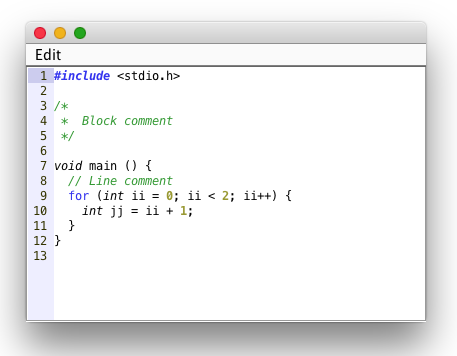 Edit
1 #include <stdio.h>
2
3 /*
4  *  Block comment
5  */
6
7 void main () {
8   // Line comment
9   for (int ii = 0; ii < 2; ii++) {
10     int jj = ii + 1;
11   }
12 }
13